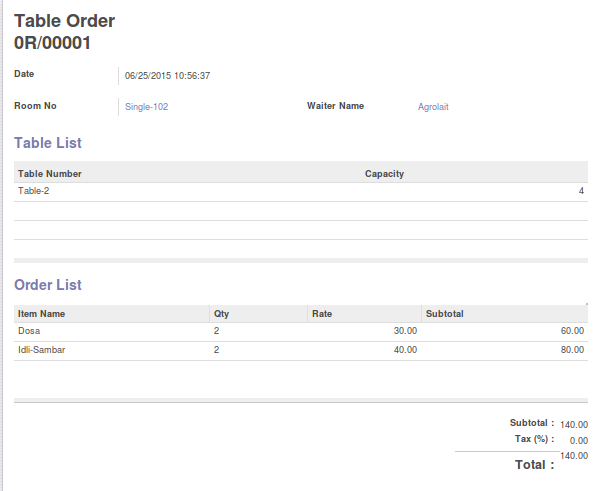 Table Order
0R/00001
Date 06/25/2015 10:56:37
Room No Single-102 Waiter Name Agrolait
Table List
Table Number Capacity
Table-2 4
Order List
Item Name Qty Rate Subtotal
Dosa 2 30.00 60.00
Idli-Sambar 2 40.00 80.00
Subtotal : 140.00
Tax (%) : 0.00
Total : 140.00